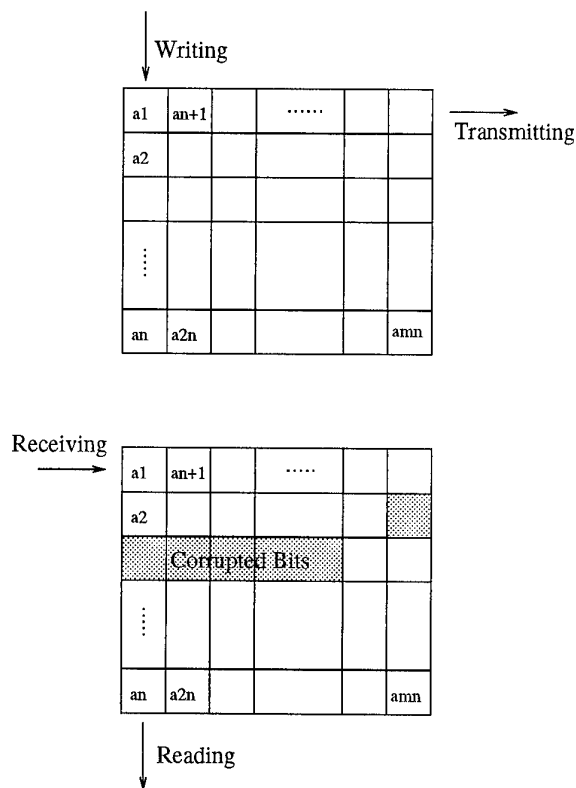 Writing
a1 an+1 ......
Transmitting
a2
......
an a2n amn
Receiving
a1 an+1 .....
a2
Corrupted Bits
......
an a2n amn
Reading